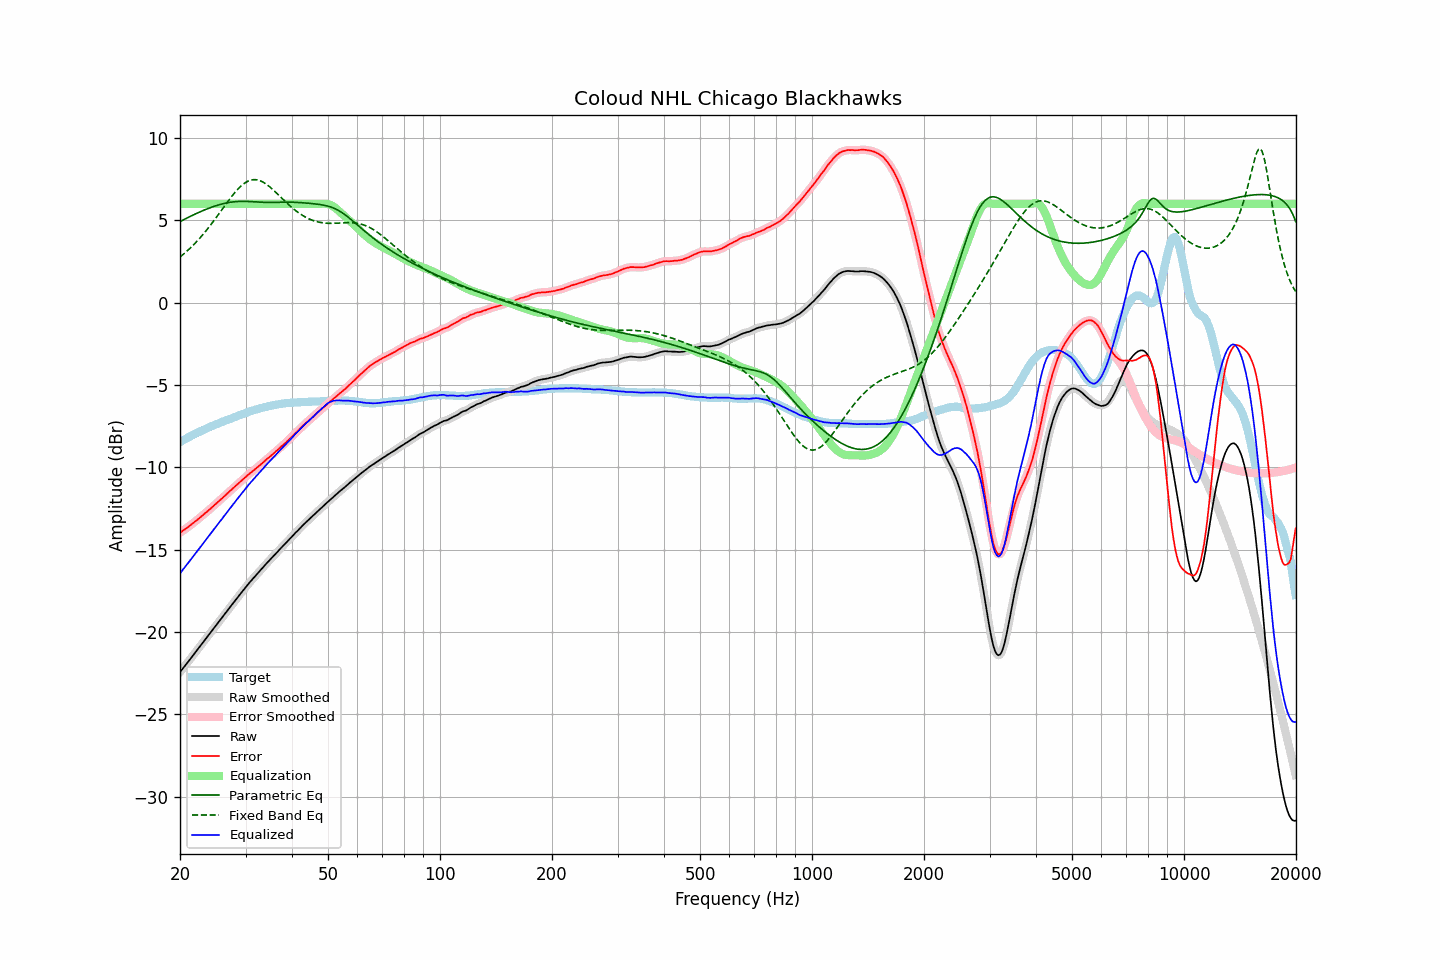 Coloud NHL Chicago Blackhawks
10
5
0
−5
−10
−15
−20
−25
−30
Amplitude (dBr)
Target
Raw Smoothed
Error Smoothed
Raw
Error
Equalization
Parametric Eq
Fixed Band Eq
Equalized
20 50 100 200 500 1000 2000 5000 10000 20000
Frequency (Hz)